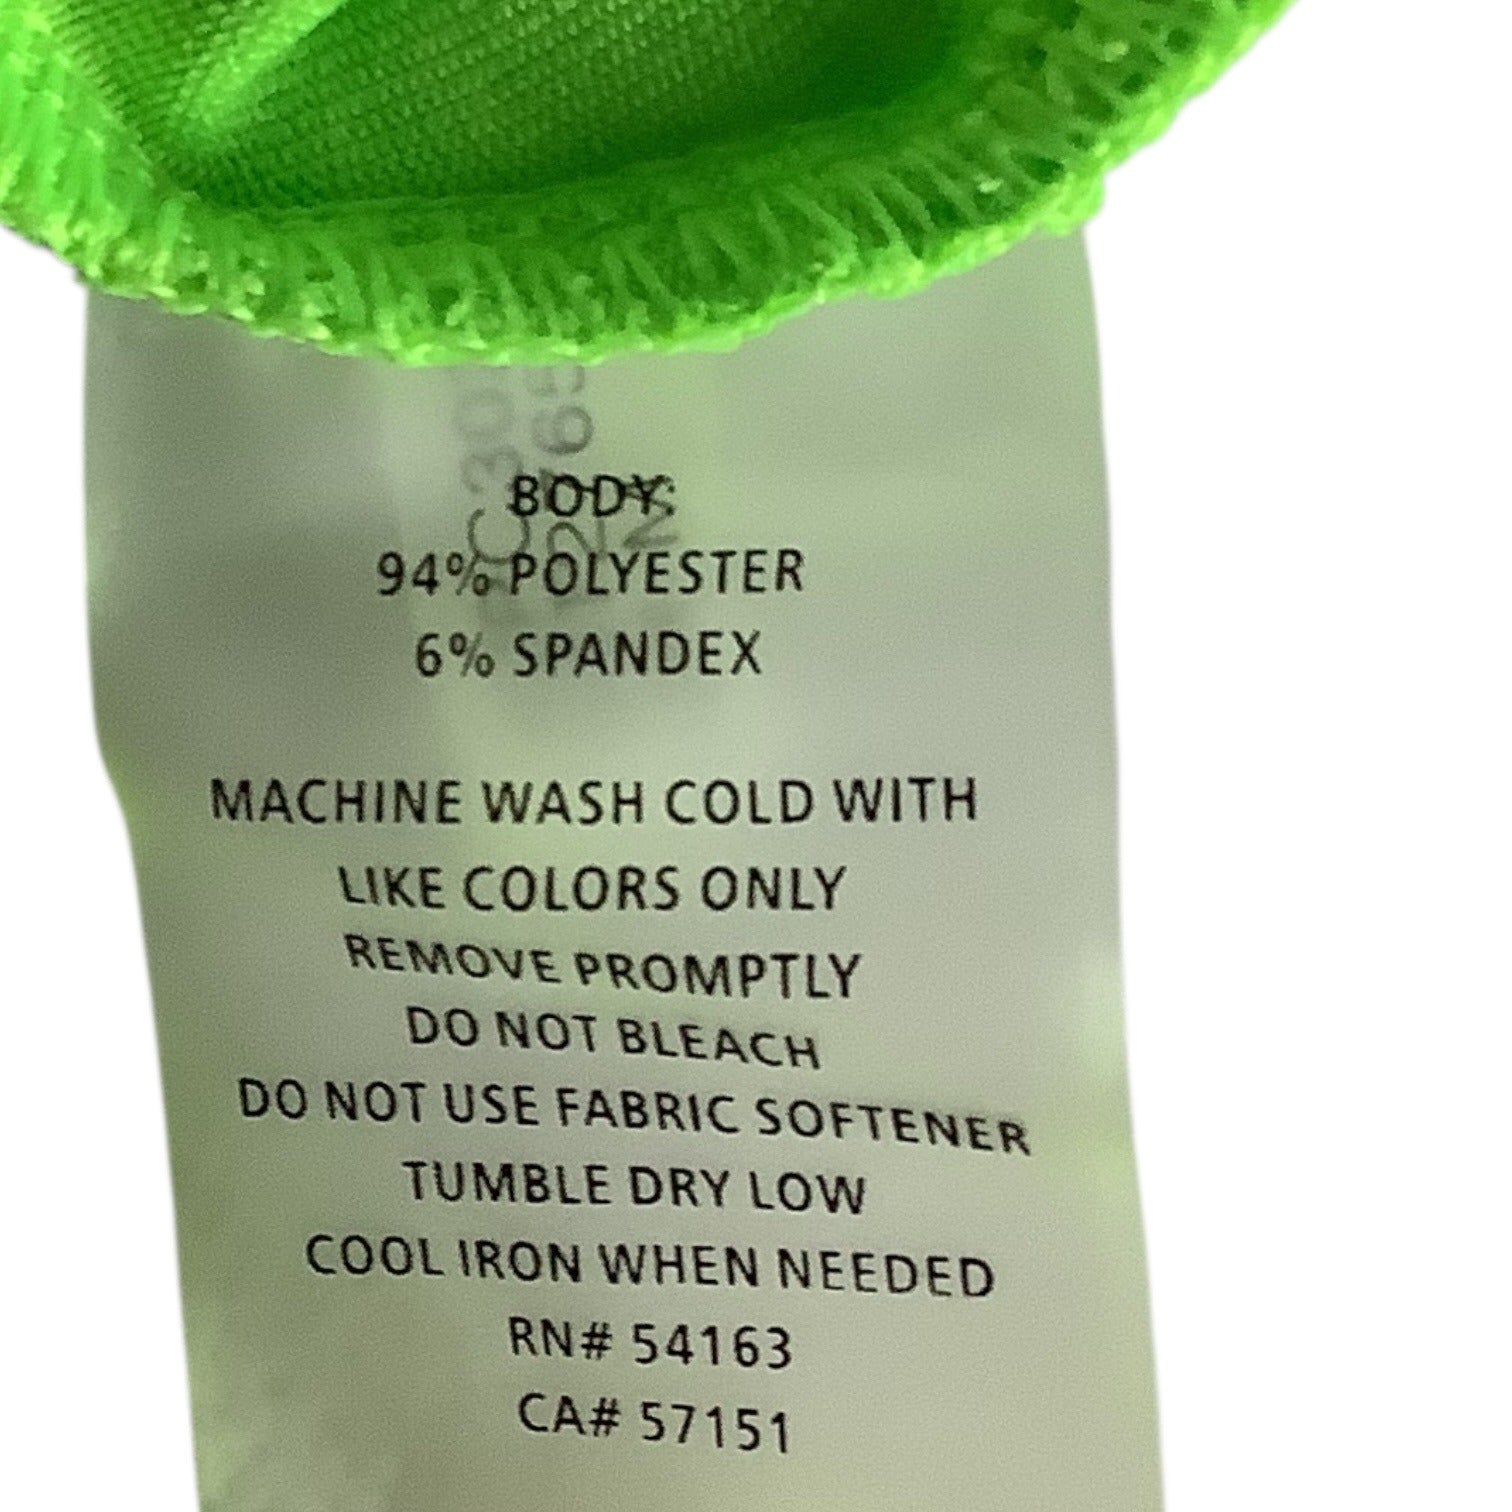 BODY:
94% POLYESTER
6% SPANDEX
MACHINE WASH COLD WITH
LIKE COLORS ONLY
REMOVE PROMPTLY
DO NOT BLEACH
DO NOT USE FABRIC SOFTENER
TUMBLE DRY LOW
COOL IRON WHEN NEEDED
RN# 54163
CA# 57151